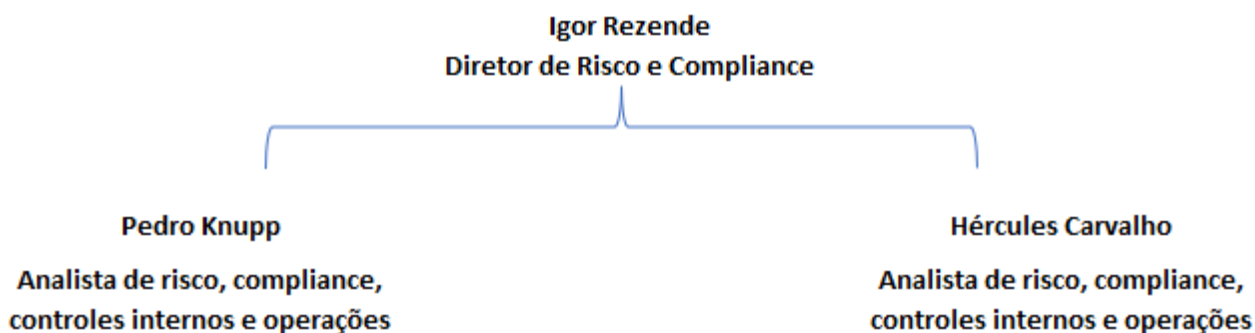 Igor Rezende
Diretor de Risco e Compliance
Pedro Knupp
Analista de risco, compliance,
controles internos e operações
Hércules Carvalho
Analista de risco, compliance,
controles internos e operações